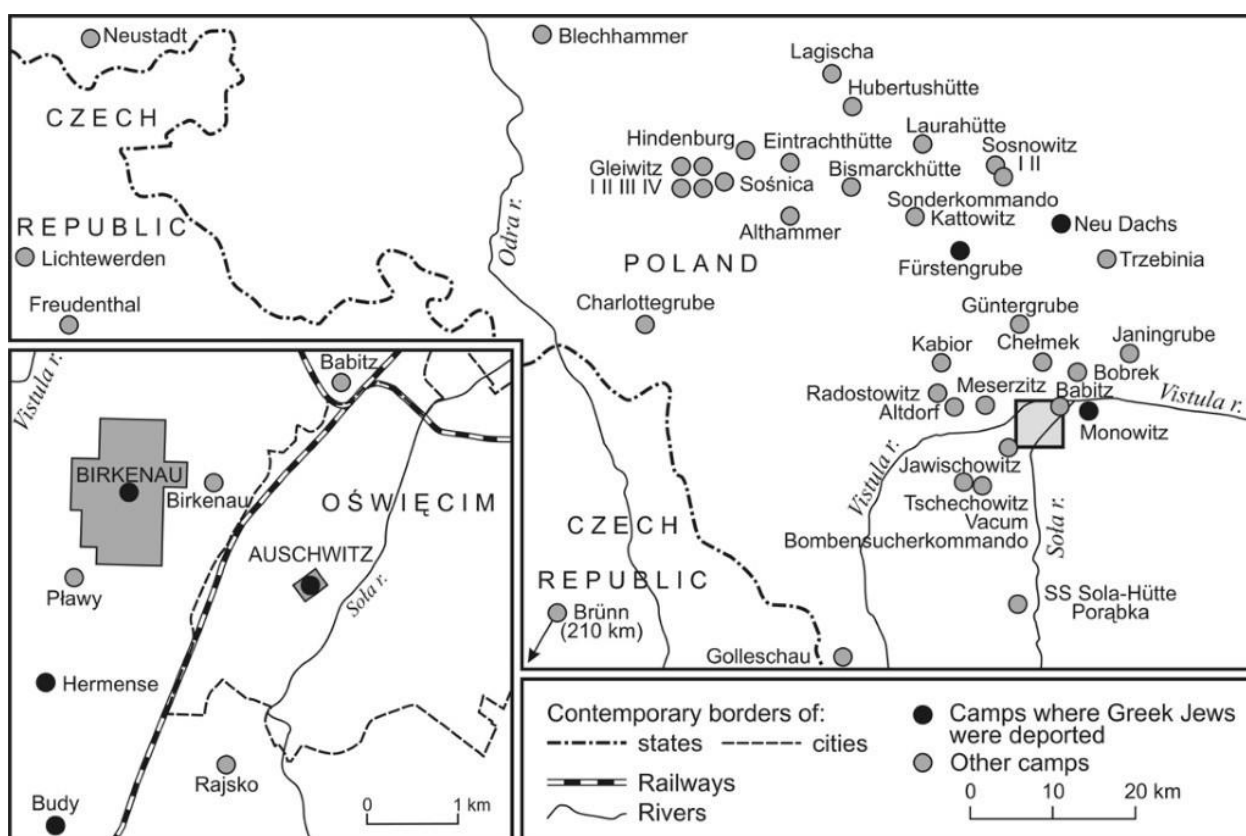 Neustadt
Blechhammer
Lagischa
Hubertushütte
CZECH
Laurahütte
Hindenburg
Eintrachthütte
Sosnowitz
I II
Gleiwitz
I II III IV
Sośnica
Bismarckhütte
Sonderkommando
Kattowitz
REPUBLIC
Odra r.
Althammer
Neu Dachs
Lichtewerden
POLAND
Fürstengrube
Trzebinia
Freudenthal
Charlottegrube
Güntergrube
Chełmek
Janingrube
Kabior
Bobrek
Radostowitz
Meserzitz
Babitz
Vistula r.
Altdorf
Monowitz
Vistula r.
Jawischowitz
Tschechowitz
Vacum
Bombensucherkommando
Soła r.
CZECH
REPUBLIC
Brünn
(210 km)
SS Sola-Hütte
Porąbka
Golleschau
Vistula r.
Babitz
BIRKENAU
Birkenau
OŚWIĘCIM
AUSCHWITZ
Soła r.
Pławy
Hermense
Rajsko
Budy
0 1 km
Contemporary borders of:
states cities
Railways
Rivers
Camps where Greek Jews
were deported
Other camps
0 10 20 km